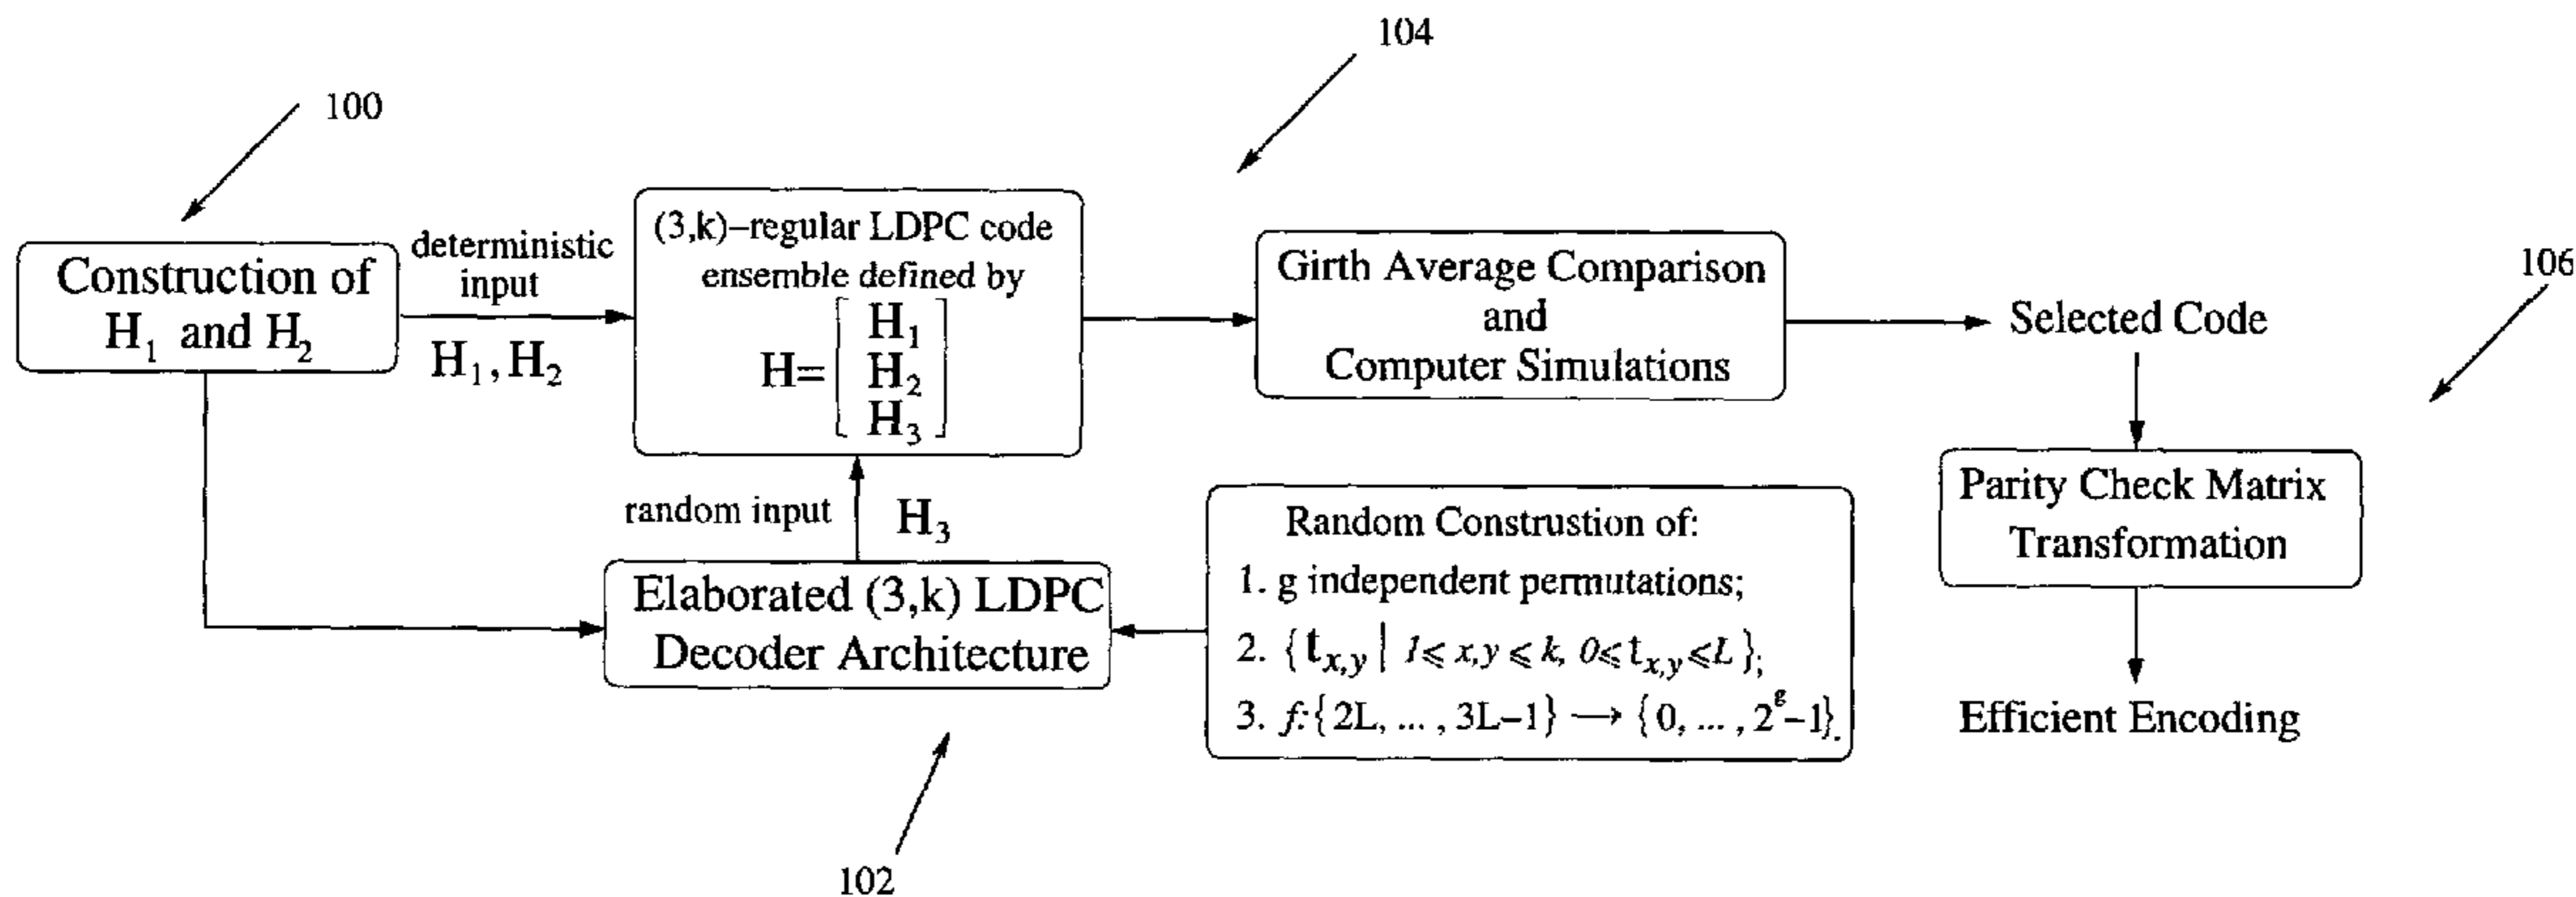 104
100
106
Construction of
H₁ and H₂
deterministic
input
H₁, H₂
(3,k)–regular LDPC code
ensemble defined by
H= [ H₁
H₂
H₃ ]
Girth Average Comparison
and
Computer Simulations
Selected Code
random input H₃
Elaborated (3,k) LDPC
Decoder Architecture
Random Construstion of:
1. g independent permutations;
2. {t_{x,y} | 1⩽ x,y ⩽ k, 0⩽ t_{x,y} ⩽ L};
3. f:{2L, ... , 3L–1} → {0, ... , 2^g–1}.
Parity Check Matrix
Transformation
Efficient Encoding
102